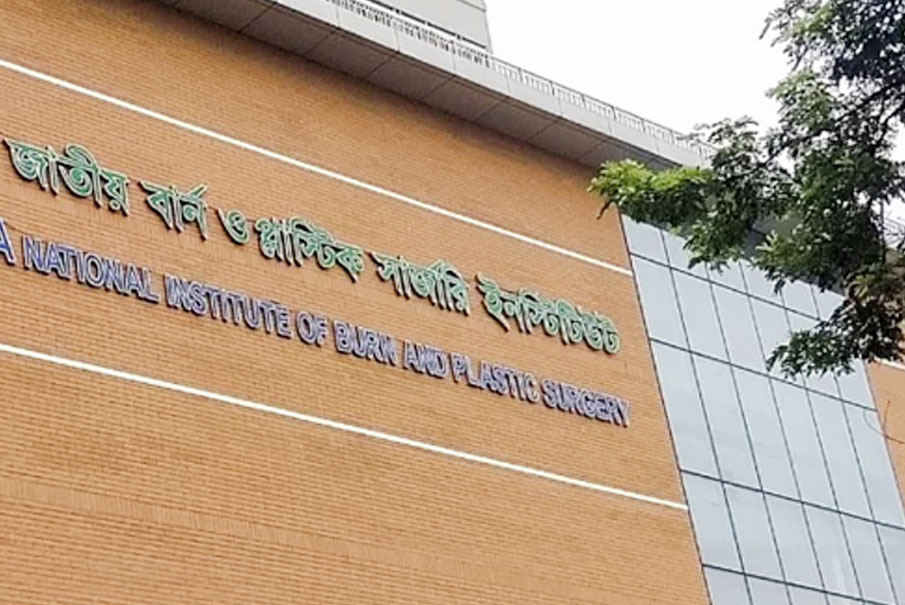 জাতীয় বার্ন ও প্লাস্টিক সার্জারি ইনস্টিটিউট
A NATIONAL INSTITUTE OF BURN AND PLASTIC SURGERY